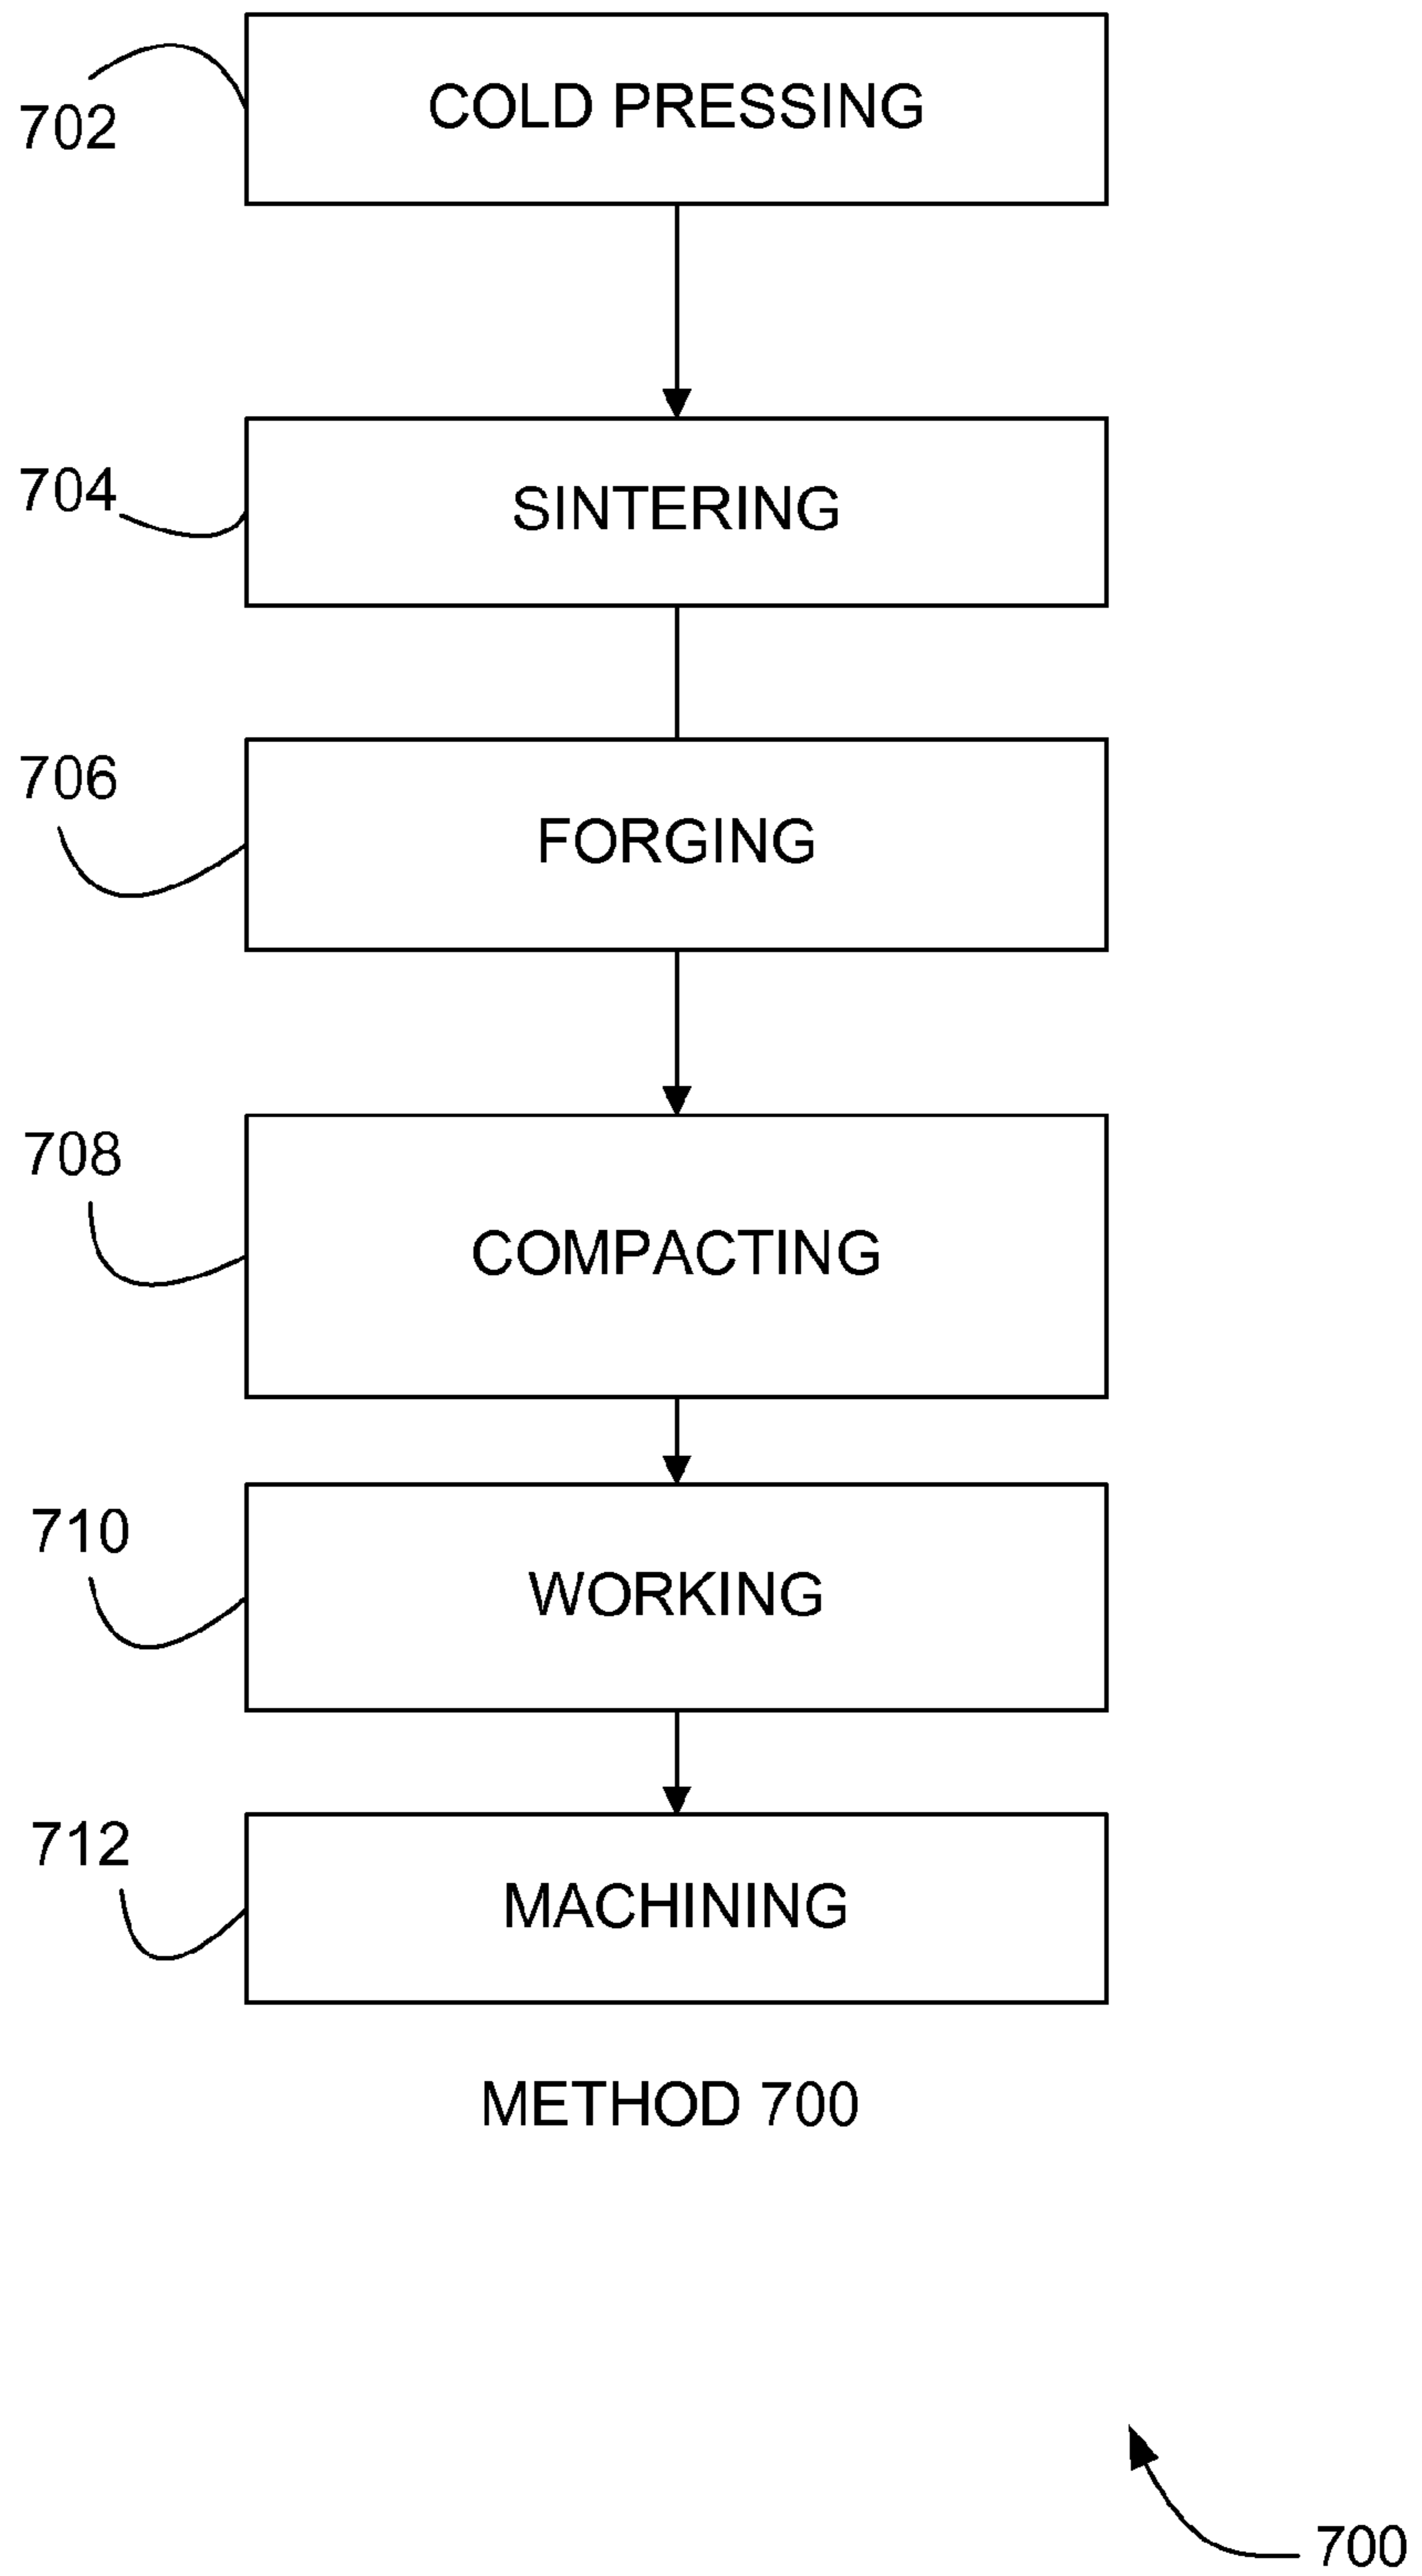 COLD PRESSING
702
SINTERING
704
FORGING
706
COMPACTING
708
WORKING
710
MACHINING
712
METHOD 700
700